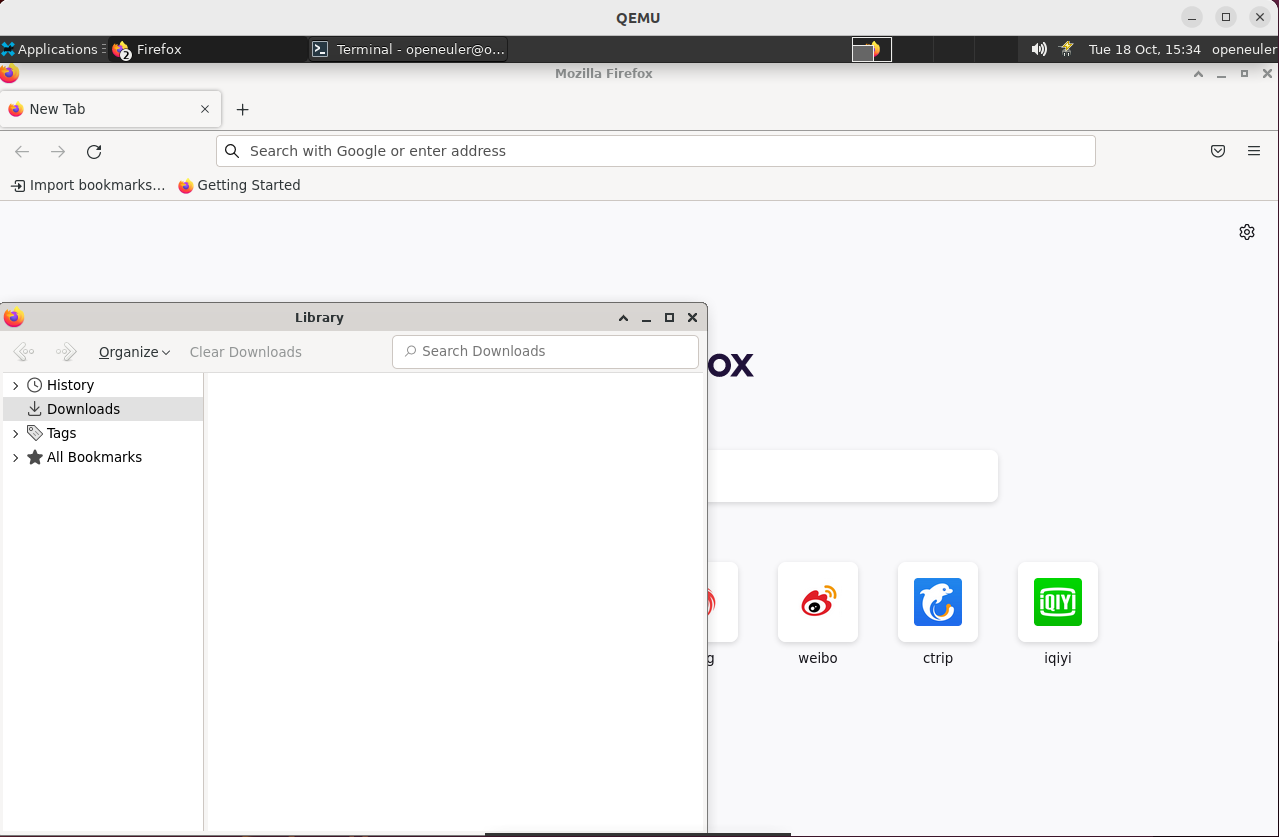 QEMU
Applications
Firefox
2
Terminal - openeuler@o...
Tue 18 Oct, 15:34
openeuler
Mozilla Firefox
New Tab
Search with Google or enter address
Import bookmarks...
Getting Started
Library
Organize
Clear Downloads
Search Downloads
ox
History
Downloads
Tags
All Bookmarks
iQIYI
g
weibo
ctrip
iqiyi